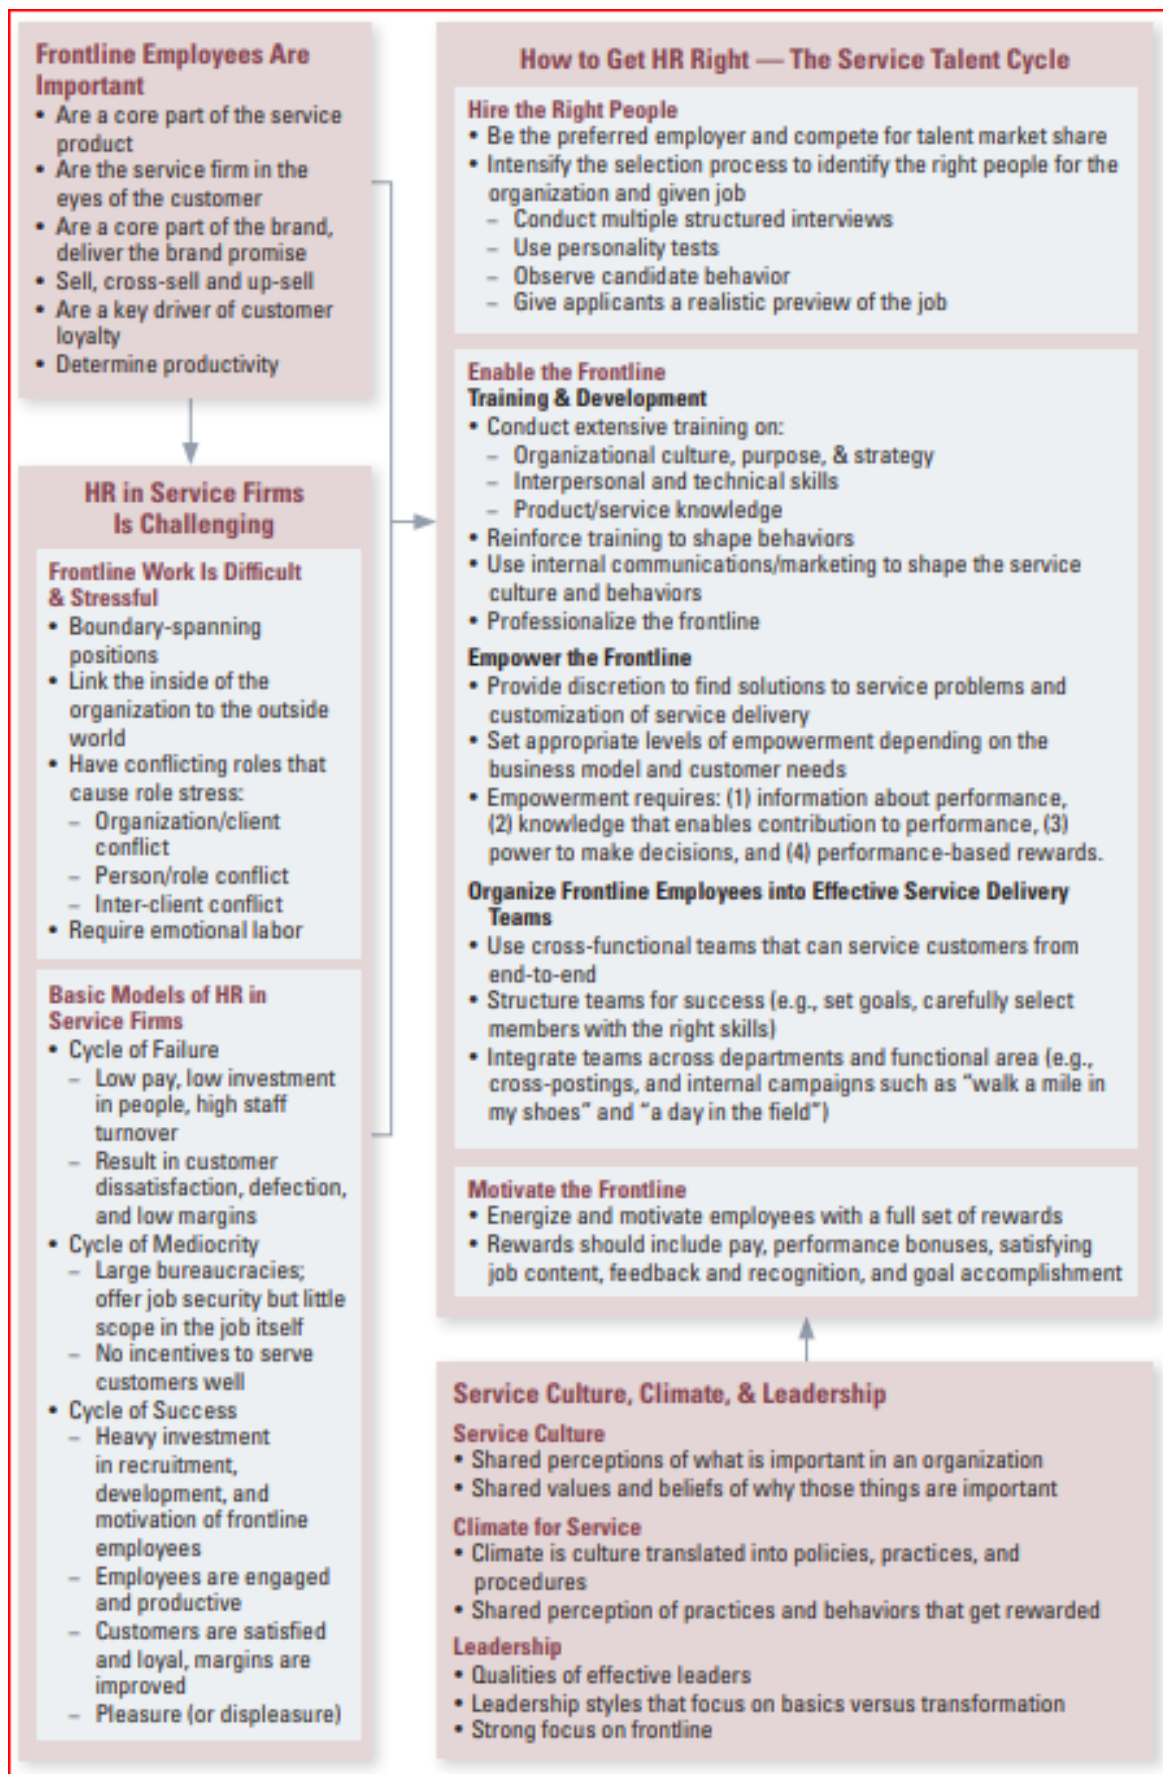 Frontline Employees Are
Important
• Are a core part of the service
product
• Are the service firm in the
eyes of the customer
• Are a core part of the brand,
deliver the brand promise
• Sell, cross-sell and up-sell
• Are a key driver of customer
loyalty
• Determine productivity
HR in Service Firms
Is Challenging
Frontline Work Is Difficult
& Stressful
• Boundary-spanning
positions
• Link the inside of the
organization to the outside
world
• Have conflicting roles that
cause role stress:
– Organization/client
conflict
– Person/role conflict
– Inter-client conflict
• Require emotional labor
Basic Models of HR in
Service Firms
• Cycle of Failure
– Low pay, low investment
in people, high staff
turnover
– Result in customer
dissatisfaction, defection,
and low margins
• Cycle of Mediocrity
– Large bureaucracies;
offer job security but little
scope in the job itself
– No incentives to serve
customers well
• Cycle of Success
– Heavy investment
in recruitment,
development, and
motivation of frontline
employees
– Employees are engaged
and productive
– Customers are satisfied
and loyal, margins are
improved
– Pleasure (or displeasure)
How to Get HR Right — The Service Talent Cycle
Hire the Right People
• Be the preferred employer and compete for talent market share
• Intensify the selection process to identify the right people for the
organization and given job
– Conduct multiple structured interviews
– Use personality tests
– Observe candidate behavior
– Give applicants a realistic preview of the job
Enable the Frontline
Training & Development
• Conduct extensive training on:
– Organizational culture, purpose, & strategy
– Interpersonal and technical skills
– Product/service knowledge
• Reinforce training to shape behaviors
• Use internal communications/marketing to shape the service
culture and behaviors
• Professionalize the frontline
Empower the Frontline
• Provide discretion to find solutions to service problems and
customization of service delivery
• Set appropriate levels of empowerment depending on the
business model and customer needs
• Empowerment requires: (1) information about performance,
(2) knowledge that enables contribution to performance, (3)
power to make decisions, and (4) performance-based rewards.
Organize Frontline Employees into Effective Service Delivery
Teams
• Use cross-functional teams that can service customers from
end-to-end
• Structure teams for success (e.g., set goals, carefully select
members with the right skills)
• Integrate teams across departments and functional area (e.g.,
cross-postings, and internal campaigns such as “walk a mile in
my shoes” and “a day in the field”)
Motivate the Frontline
• Energize and motivate employees with a full set of rewards
• Rewards should include pay, performance bonuses, satisfying
job content, feedback and recognition, and goal accomplishment
Service Culture, Climate, & Leadership
Service Culture
• Shared perceptions of what is important in an organization
• Shared values and beliefs of why those things are important
Climate for Service
• Climate is culture translated into policies, practices, and
procedures
• Shared perception of practices and behaviors that get rewarded
Leadership
• Qualities of effective leaders
• Leadership styles that focus on basics versus transformation
• Strong focus on frontline